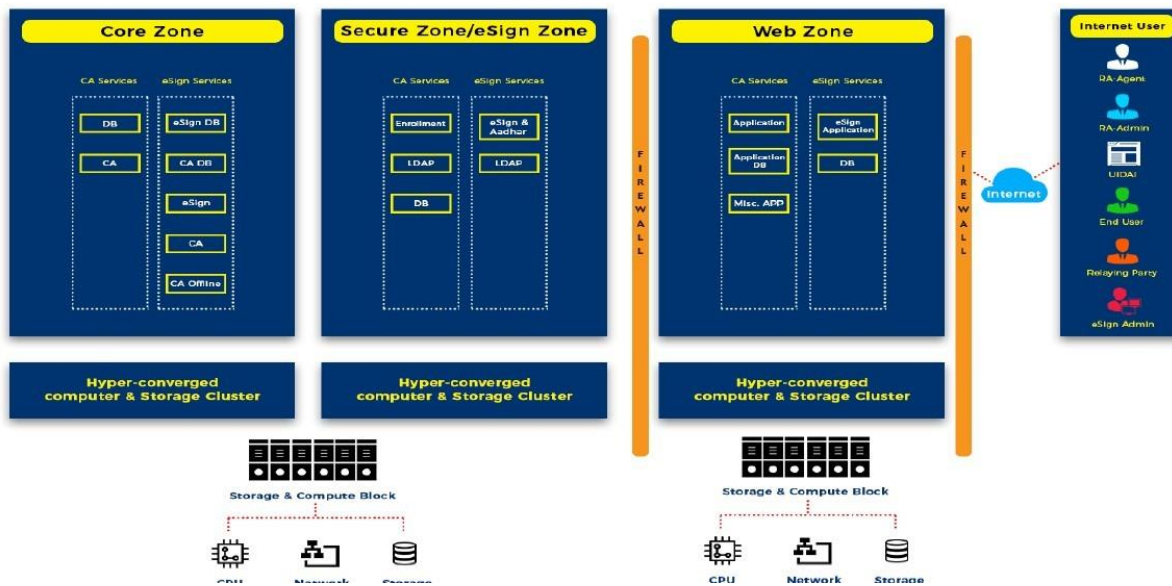 Core Zone
CA Services
eSign Services
DB
CA
eSign DB
CA DB
eSign
CA
CA Offline
Secure Zone/eSign Zone
CA Services
eSign Services
Enrollment
LDAP
DB
eSign &
Aadhar
LDAP
FIREWALL
Web Zone
CA Services
eSign Services
Application
Application
DB
Misc. APP
eSign
Application
DB
FIREWALL
Internet
Internet User
RA-Agent
RA-Admin
UIDAI
End User
Relaying Party
eSign Admin
Hyper-converged
computer & Storage Cluster
Hyper-converged
computer & Storage Cluster
Hyper-converged
computer & Storage Cluster
Storage & Compute Block
CPU
Network
Storage
Storage & Compute Block
CPU
Network
Storage